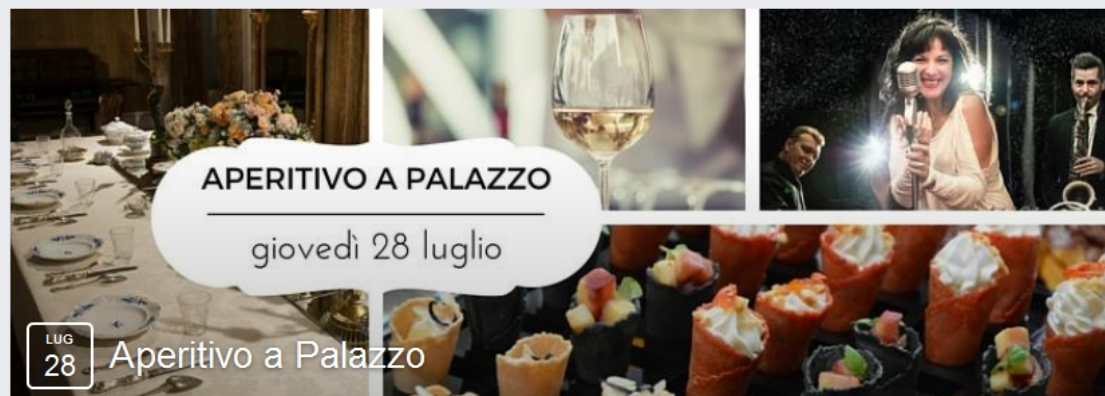 APERITIVO A PALAZZO
giovedì 28 luglio
LUG
28
Aperitivo a Palazzo